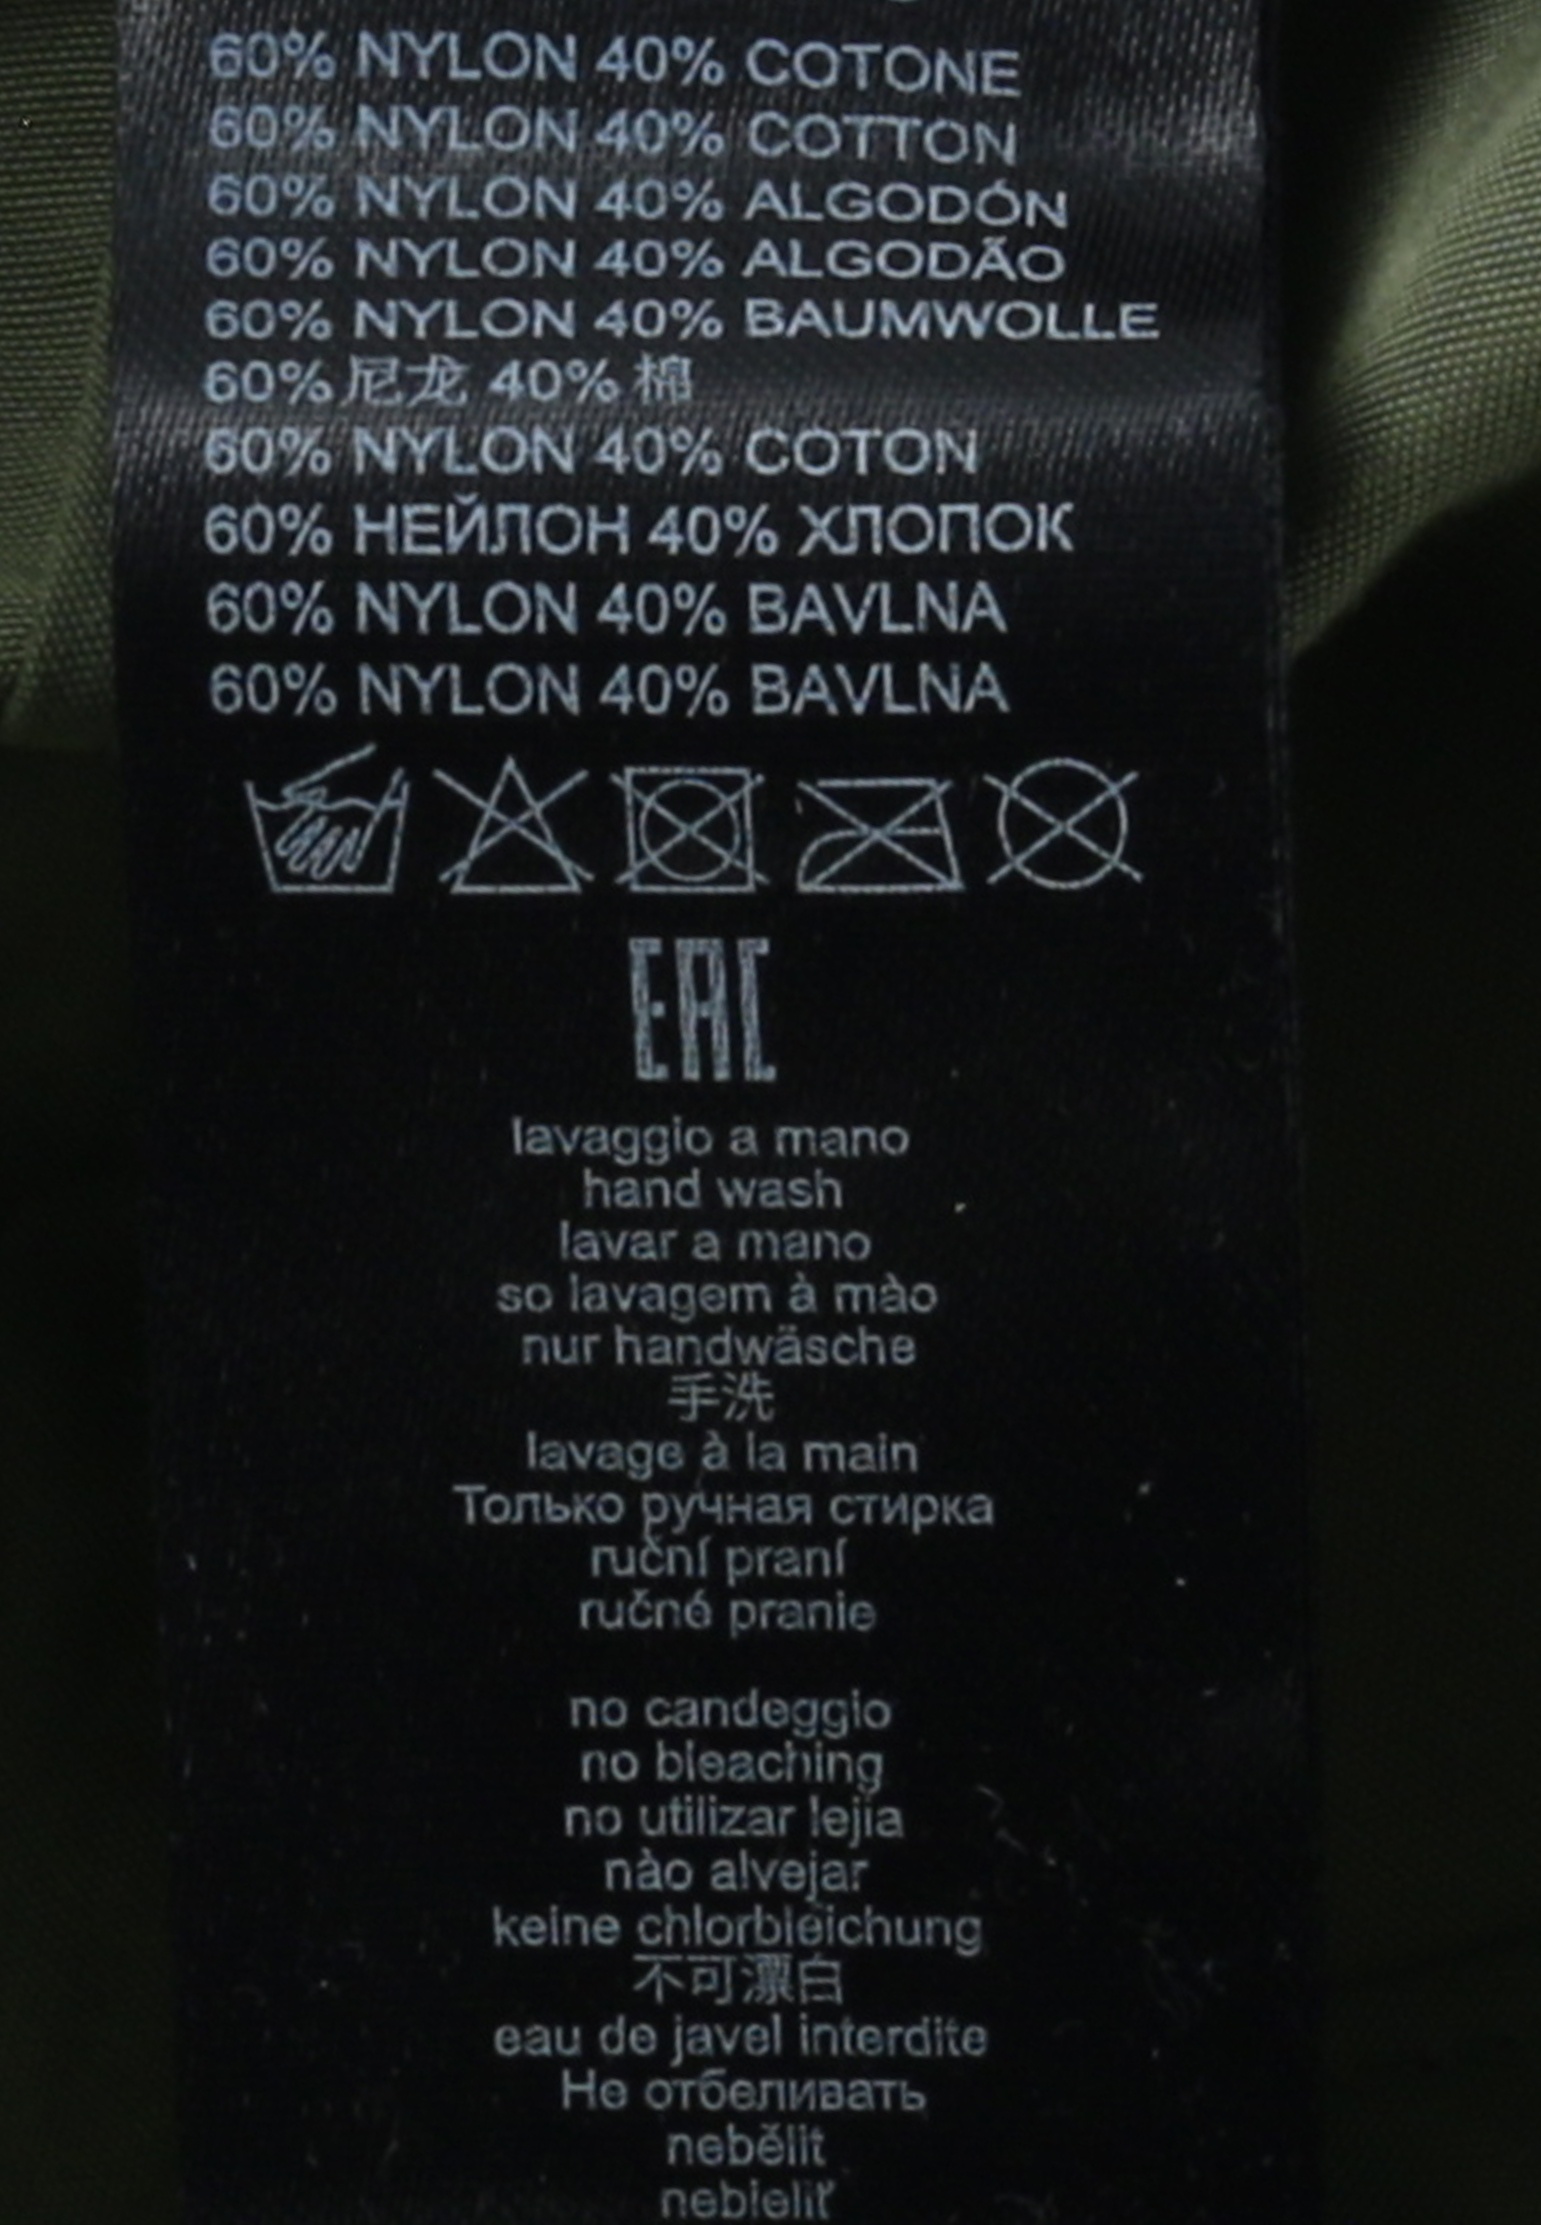 60% NYLON 40% COTONE
60% NYLON 40% COTTON
60% NYLON 40% ALGODÓN
60% NYLON 40% ALGODÃO
60% NYLON 40% BAUMWOLLE
60% 尼龙 40% 棉
60% NYLON 40% COTON
60% НЕЙЛОН 40% ХЛОПОК
60% NYLON 40% BAVLNA
60% NYLON 40% BAVLNA
EAC
lavaggio a mano
hand wash
lavar a mano
so lavagem à mào
nur handwäsche
手洗
lavage à la main
Только ручная стирка
ruční praní
ručné pranie
no candeggio
no bleaching
no utilizar lejía
nào alvejar
keine chlorbleichung
不可漂白
eau de javel interdite
Не отбеливать
nebělit
nebieliť